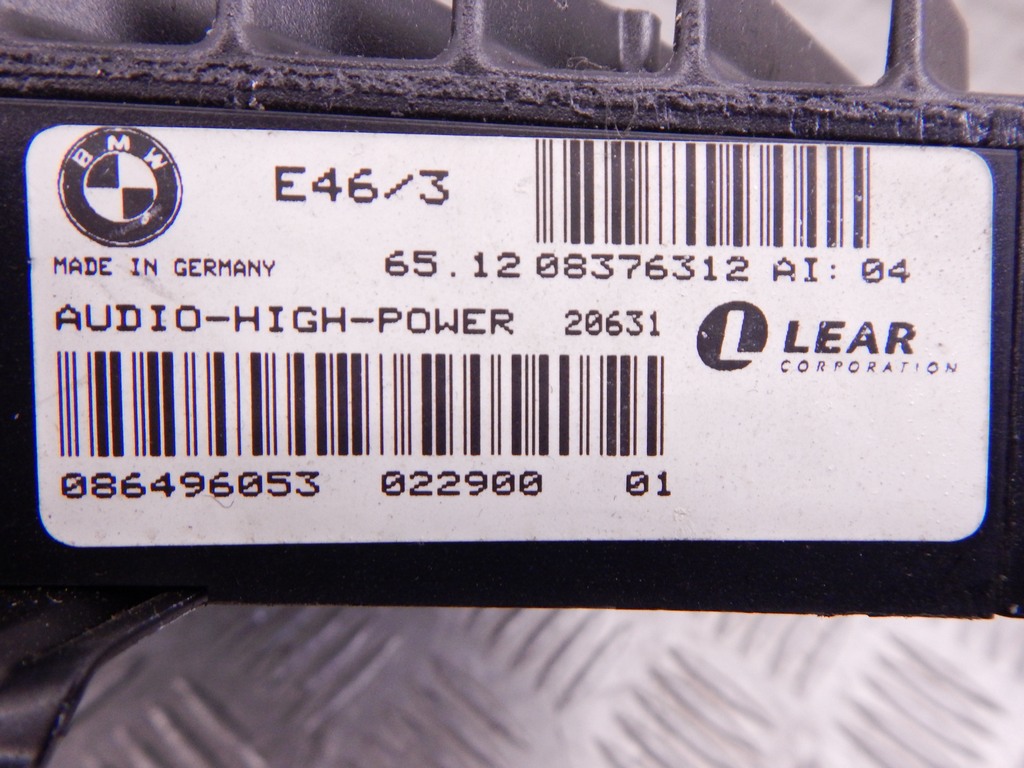 BMW
E46/3
MADE IN GERMANY
65.12 08376312 AI: 04
AUDIO-HIGH-POWER 20631
LEAR
CORPORATION
086496053 022900 01